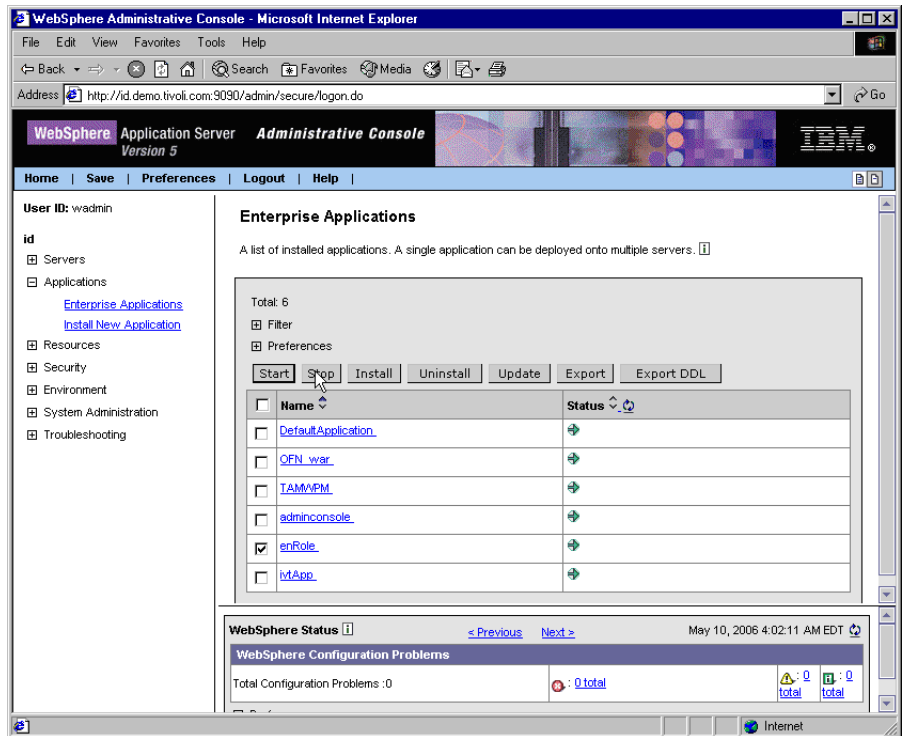 WebSphere Administrative Console - Microsoft Internet Explorer
File Edit View Favorites Tools Help
Back Search Favorites Media
Address http://id.demo.tivoli.com:9090/admin/secure/logon.do Go
WebSphere Application Server Administrative Console
Version 5
IBM
Home | Save | Preferences | Logout | Help |
User ID: wadmin
id
Servers
Applications
Enterprise Applications
Install New Application
Resources
Security
Environment
System Administration
Troubleshooting
Enterprise Applications
A list of installed applications. A single application can be deployed onto multiple servers.
Total: 6
Filter
Preferences
Start Stop Install Uninstall Update Export Export DDL
Name Status
DefaultApplication
OFN_war
TAMWPM
adminconsole
enRole
ivtApp
WebSphere Status < Previous Next > May 10, 2006 4:02:11 AM EDT
WebSphere Configuration Problems
Total Configuration Problems :0 : 0 total : 0 total : 0 total
Internet